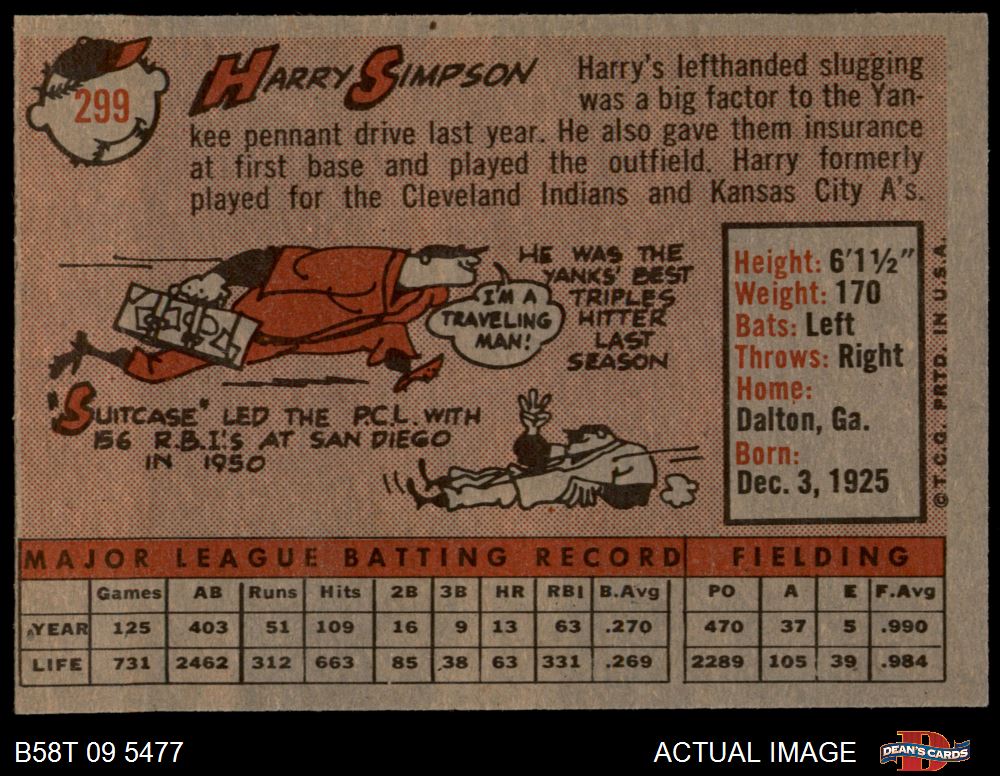 299
HARRY SIMPSON
Harry's lefthanded slugging
was a big factor to the Yan-
kee pennant drive last year. He also gave them insurance
at first base and played the outfield. Harry formerly
played for the Cleveland Indians and Kansas City A's.
HE WAS THE
YANKS' BEST
TRIPLES
HITTER
LAST
SEASON
I'M A
TRAVELING
MAN!
"SUITCASE" LED THE P.C.L. WITH
156 R.B.I.'S AT SAN DIEGO
IN 1950
Height: 6'1½"
Weight: 170
Bats: Left
Throws: Right
Home:
Dalton, Ga.
Born:
Dec. 3, 1925
© T.C.G. PRTD. IN U.S.A.
MAJOR LEAGUE BATTING RECORD FIELDING
Games AB Runs Hits 2B 3B HR RBI B.Avg PO A E F.Avg
YEAR 125 403 51 109 16 9 13 63 .270 470 37 5 .990
LIFE 731 2462 312 663 85 38 63 331 .269 2289 105 39 .984
B58T 09 5477 ACTUAL IMAGE DEAN'S CARDS